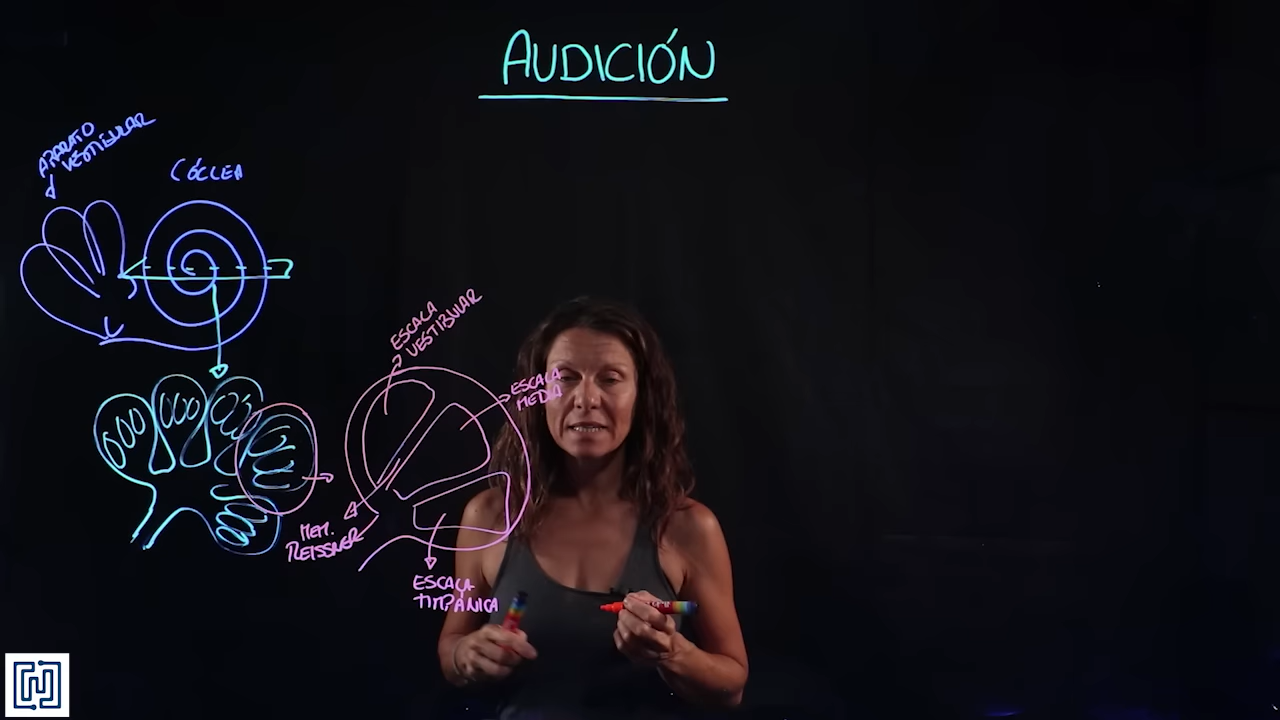 AUDICIÓN
APARATO
VESTIBULAR
CÓCLEA
ESCALA
VESTIBULAR
ESCALA
MEDIA
MEM.
REISSNER
ESCALA
TIMPÁNICA